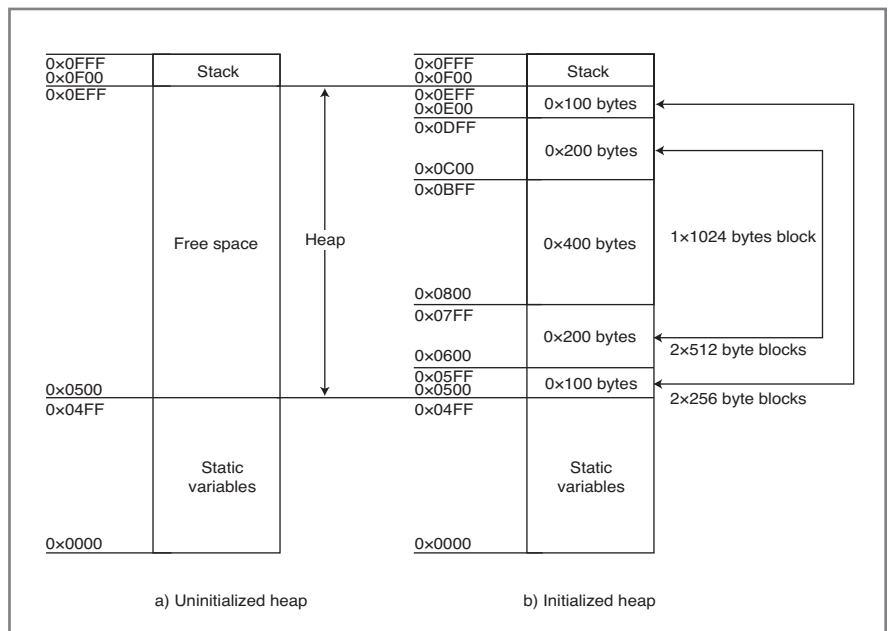 0×0FFF
0×0F00
0×0EFF
Stack
Free space
Heap
0×0500
0×04FF
Static
variables
0×0000
a) Uninitialized heap
0×0FFF
0×0F00
0×0EFF
0×0E00
0×0DFF
0×0C00
0×0BFF
0×0800
0×07FF
0×0600
0×05FF
0×0500
0×04FF
0×0000
Stack
0×100 bytes
0×200 bytes
0×400 bytes
0×200 bytes
0×100 bytes
Static
variables
1×1024 bytes block
2×512 byte blocks
2×256 byte blocks
b) Initialized heap